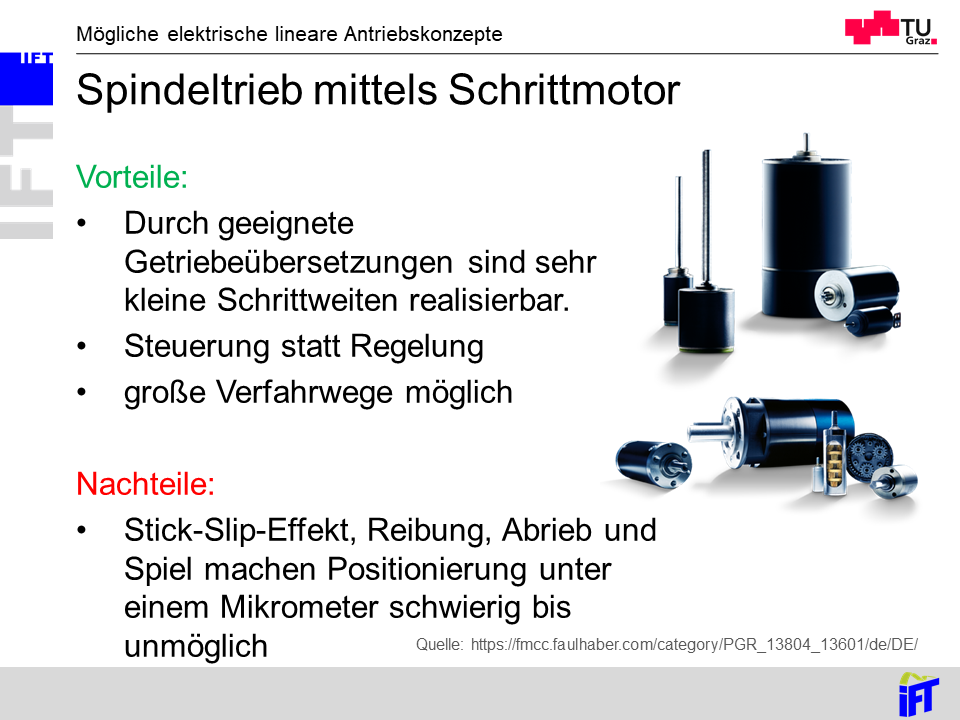 Mögliche elektrische lineare Antriebskonzepte
TU
Graz
IFT
IFT
Spindeltrieb mittels Schrittmotor
Vorteile:
• Durch geeignete
Getriebeübersetzungen sind sehr
kleine Schrittweiten realisierbar.
• Steuerung statt Regelung
• große Verfahrwege möglich
Nachteile:
• Stick-Slip-Effekt, Reibung, Abrieb und
Spiel machen Positionierung unter
einem Mikrometer schwierig bis
unmöglich
Quelle: https://fmcc.faulhaber.com/category/PGR_13804_13601/de/DE/
iFT